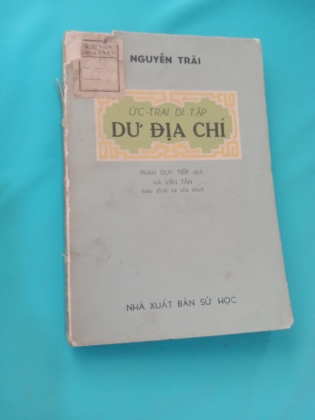 NGUYỄN TRÃI
ỨC-TRAI DI TẬP
DƯ ĐỊA CHÍ
PHAN DUY TIẾP dịch
HÀ VĂN TẤN
hiệu đính và chú thích
NHÀ XUẤT BẢN SỬ HỌC